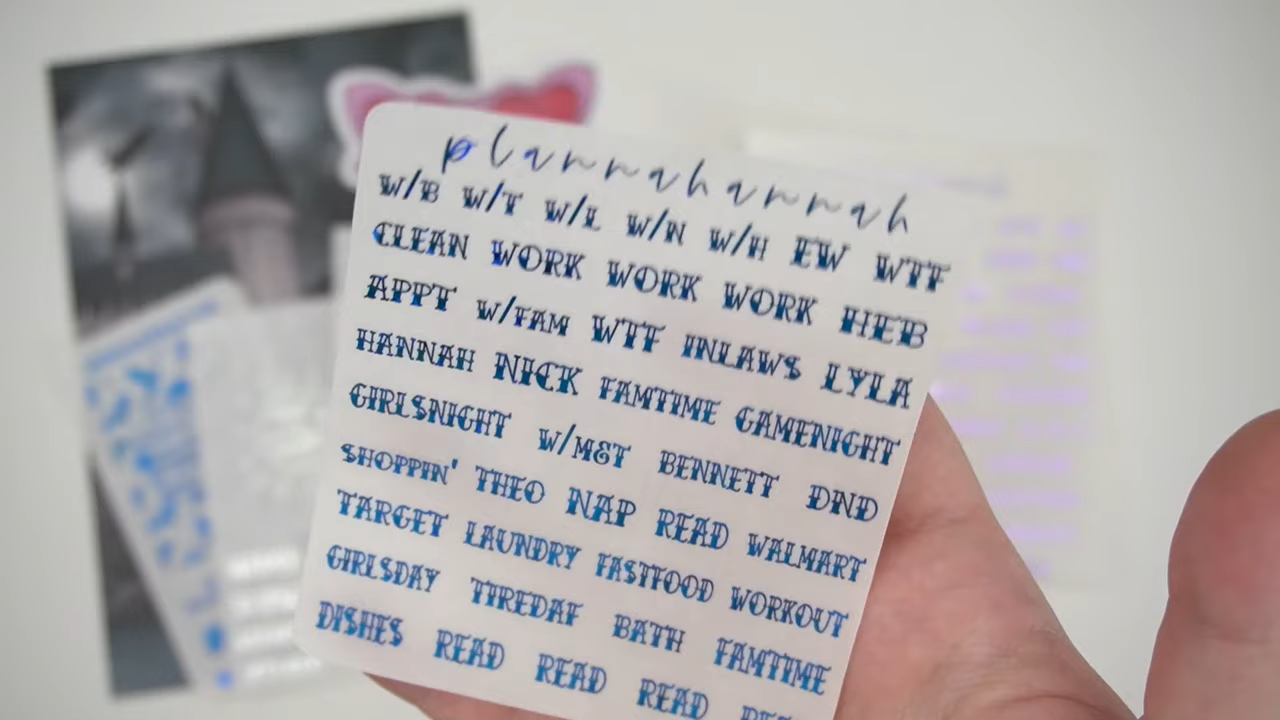 plannahannah
W/B W/T W/L W/N W/H EW WTF
CLEAN WORK WORK WORK HEB
APPT W/FAM WTF INLAWS LYLA
HANNAH NICK FAMTIME GAMENIGHT
GIRLSNIGHT W/M&T BENNETT DND
SHOPPIN' THEO NAP READ WALMART
TARGET LAUNDRY FASTFOOD WORKOUT
GIRLSDAY TIREDAF BATH FAMTIME
DISHES READ READ READ